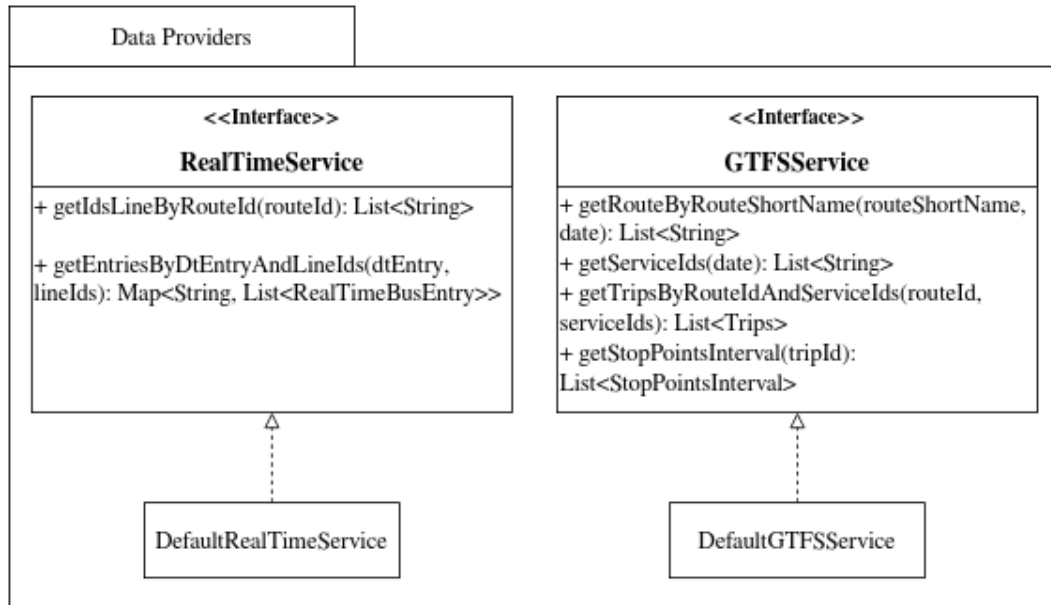 Data Providers
<<Interface>>
RealTimeService
+ getIdsLineByRouteId(routeId): List<String>
+ getEntriesByDtEntryAndLineIds(dtEntry,
lineIds): Map<String, List<RealTimeBusEntry>>
DefaultRealTimeService
<<Interface>>
GTFSService
+ getRouteByRouteShortName(routeShortName,
date): List<String>
+ getServiceIds(date): List<String>
+ getTripsByRouteIdAndServiceIds(routeId,
serviceIds): List<Trips>
+ getStopPointsInterval(tripId):
List<StopPointsInterval>
DefaultGTFSService